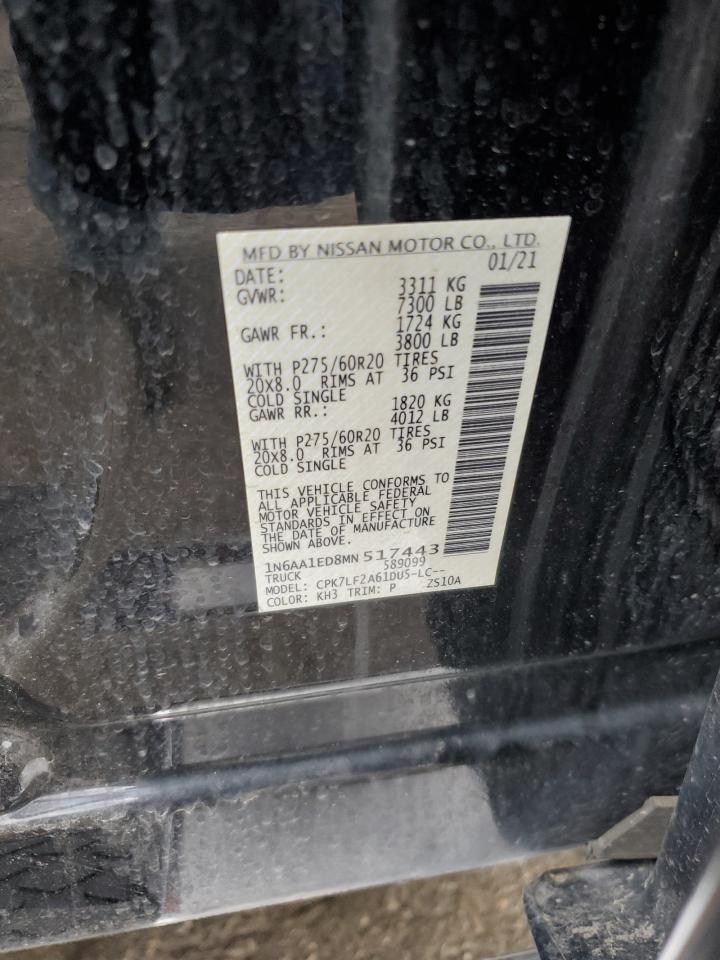 MFD BY NISSAN MOTOR CO., LTD.
DATE: 01/21
GVWR: 3311 KG
7300 LB
GAWR FR.: 1724 KG
3800 LB
WITH P275/60R20 TIRES
20X8.0 RIMS AT 36 PSI
COLD SINGLE
GAWR RR.: 1820 KG
4012 LB
WITH P275/60R20 TIRES
20X8.0 RIMS AT 36 PSI
COLD SINGLE
THIS VEHICLE CONFORMS TO
ALL APPLICABLE FEDERAL
MOTOR VEHICLE SAFETY
STANDARDS IN EFFECT ON
THE DATE OF MANUFACTURE
SHOWN ABOVE.
1N6AA1ED8MN517443
TRUCK 589099
MODEL: CPK7LF2A61DU5-LC--
COLOR: KH3 TRIM: P ZS10A